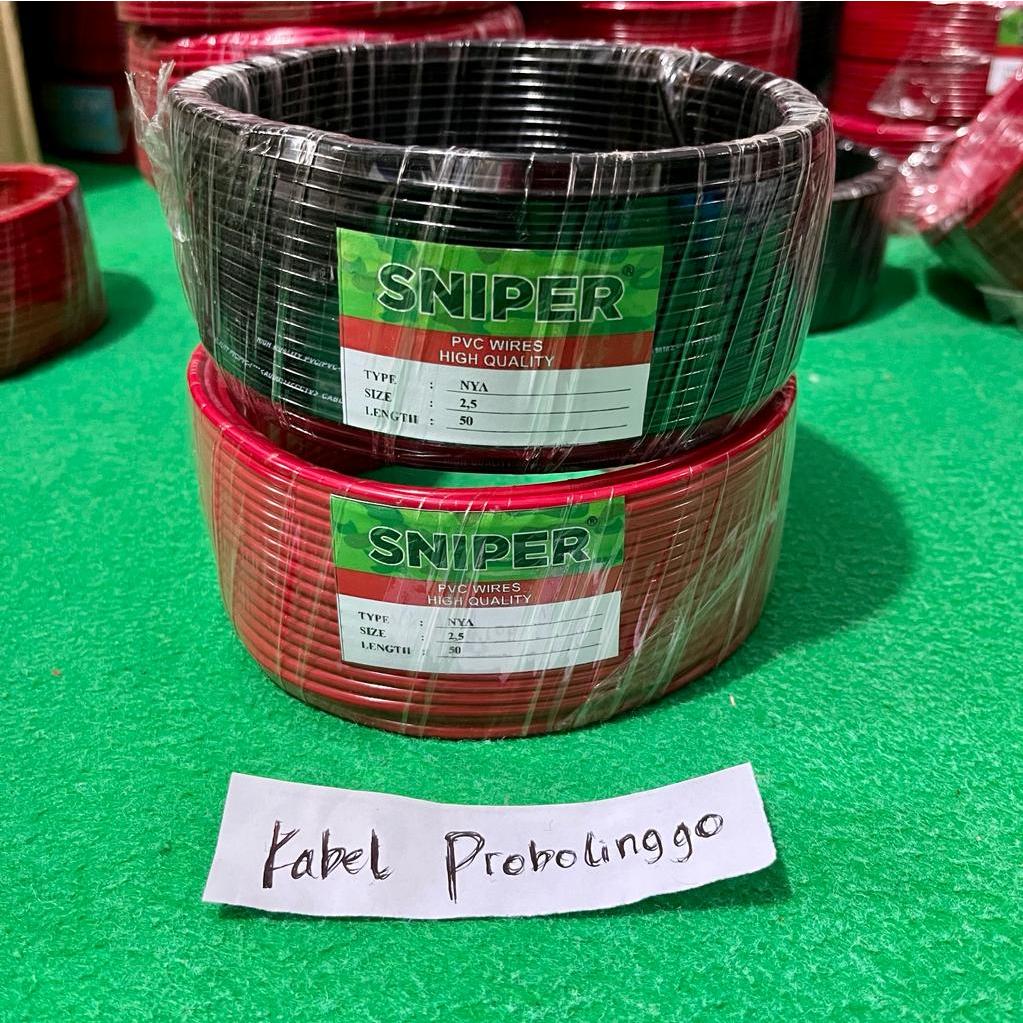 SNIPER®
PVC WIRES
HIGH QUALITY
TYPE : NYA
SIZE : 2,5
LENGTH : 50
SNIPER®
PVC WIRES
HIGH QUALITY
TYPE : NYA
SIZE : 2,5
LENGTH : 50
Kabel Probolinggo